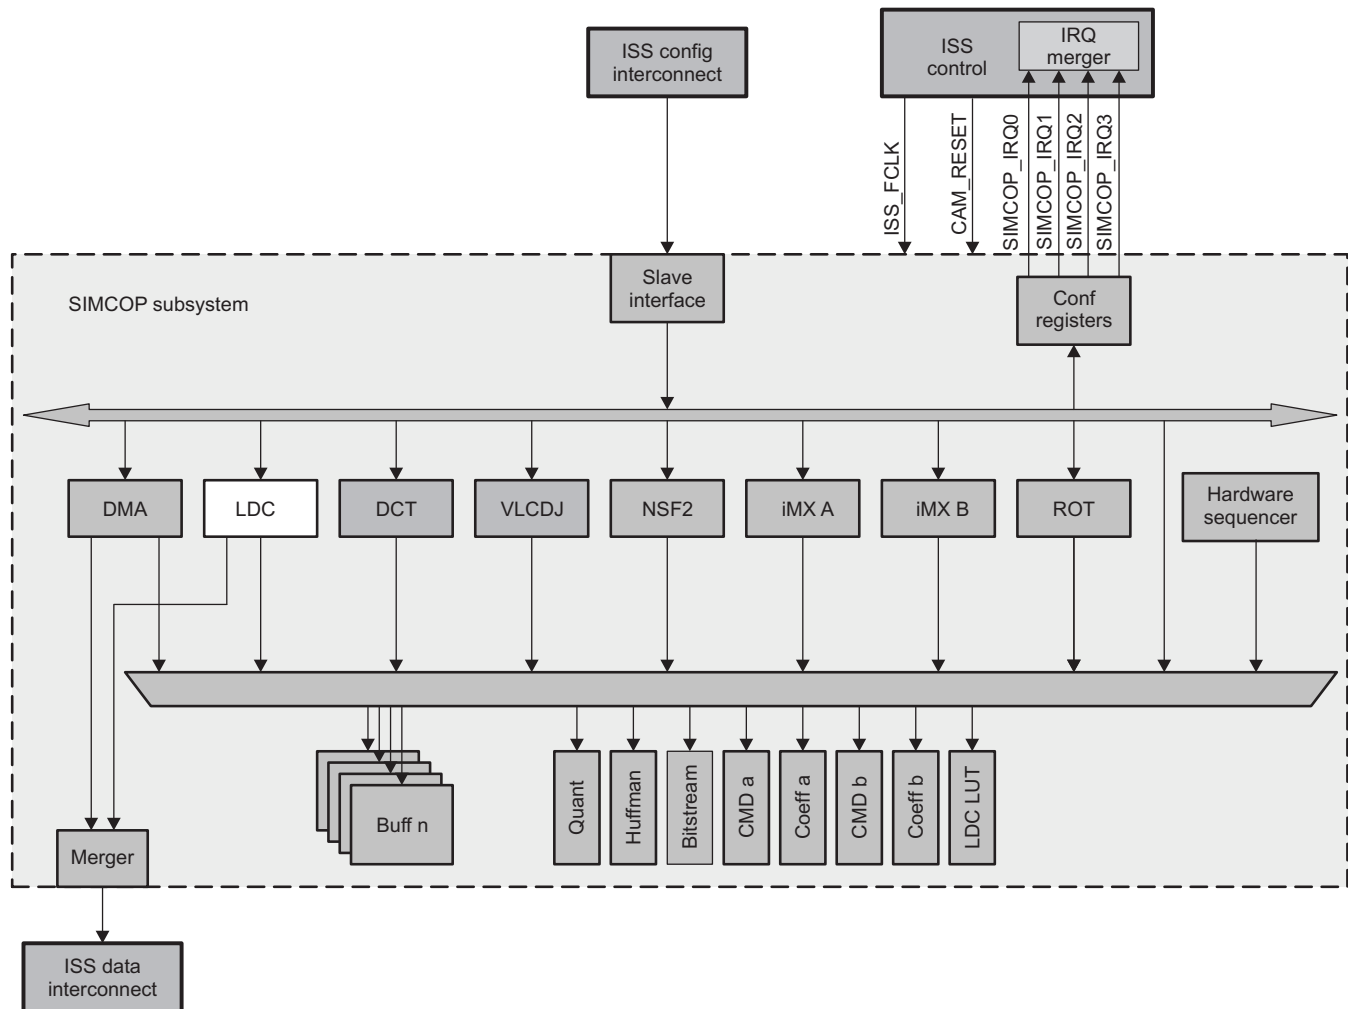 ISS config
interconnect
ISS
control
IRQ
merger
ISS_FCLK
CAM_RESET
SIMCOP_IRQ0
SIMCOP_IRQ1
SIMCOP_IRQ2
SIMCOP_IRQ3
SIMCOP subsystem
Slave
interface
Conf
registers
DMA
LDC
DCT
VLCDJ
NSF2
iMX A
iMX B
ROT
Hardware
sequencer
Buff n
Quant
Huffman
Bitstream
CMD a
Coeff a
CMD b
Coeff b
LDC LUT
Merger
ISS data
interconnect